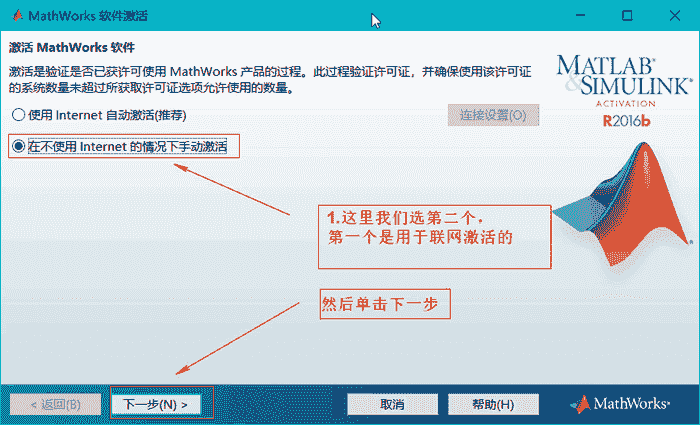 MathWorks 软件激活
激活 MathWorks 软件
激活是验证是否已获许可使用 MathWorks 产品的过程。此过程验证许可证，并确保使用该许可证
的系统数量未超过所获取许可证选项允许使用的数量。
使用 Internet 自动激活(推荐)
连接设置(O)
在不使用 Internet 的情况下手动激活
MATLAB®
&SIMULINK®
ACTIVATION
R2016b
1.这里我们选第二个，
第一个是用于联网激活的
然后单击下一步
< 返回(B)
下一步(N) >
取消
帮助(H)
MathWorks®